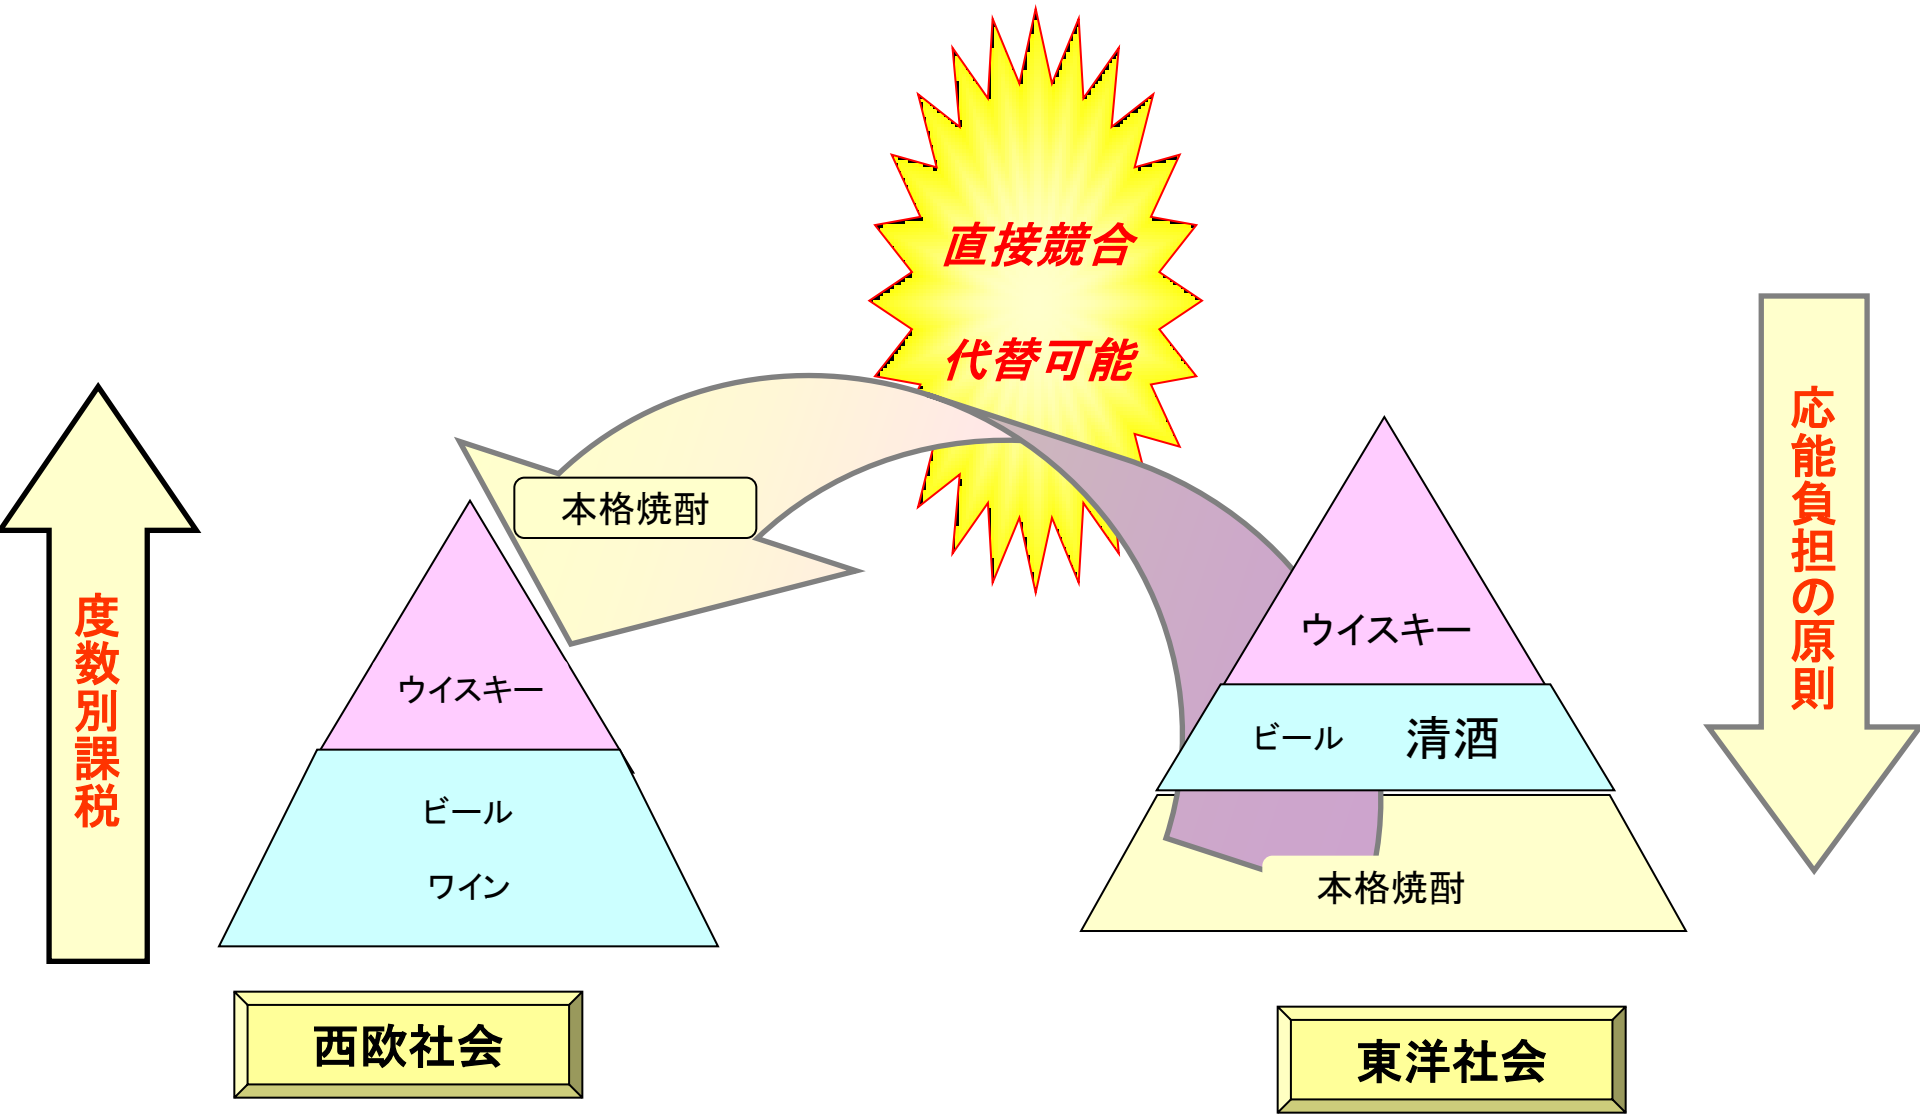 直接競合
代替可能
本格焼酎
度数別課税
ウイスキー
ビール
ワイン
西欧社会
ウイスキー
ビール 清酒
本格焼酎
東洋社会
応能負担の原則